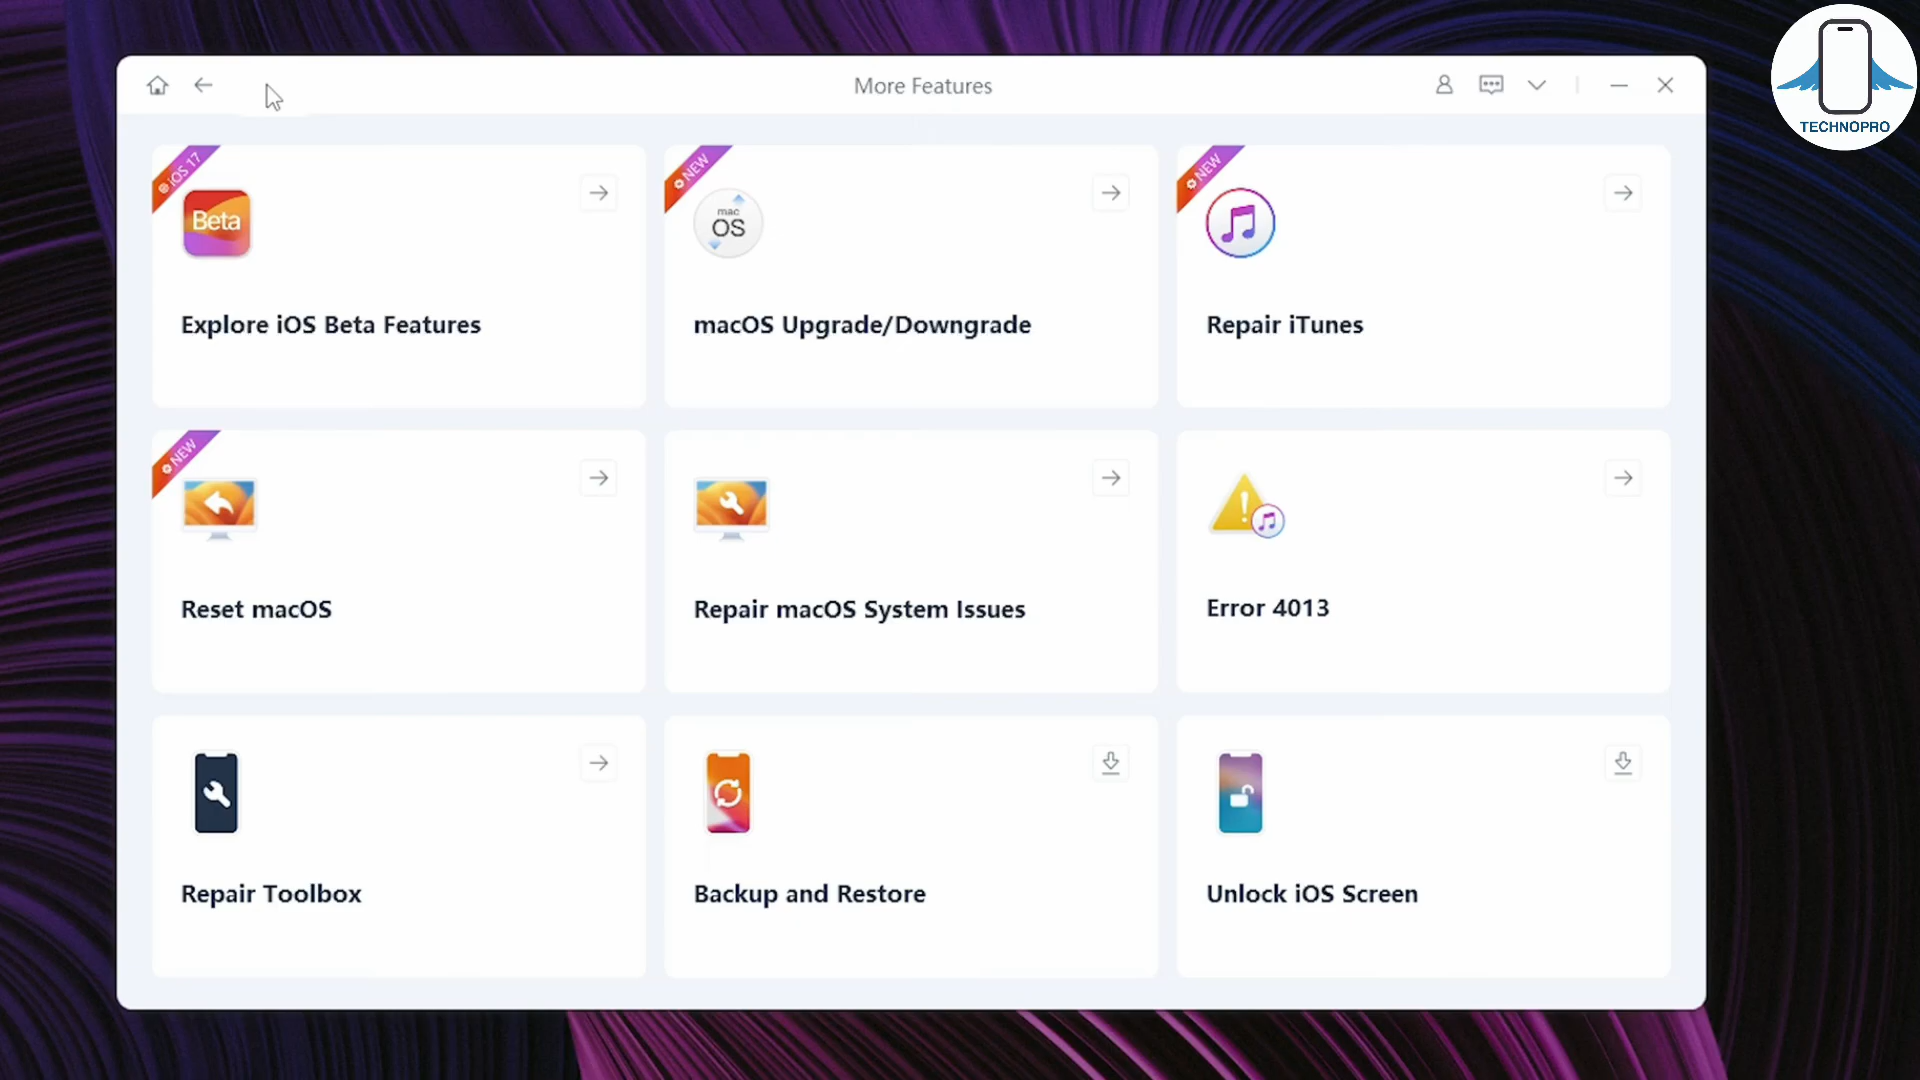 More Features
TECHNOPRO
iOS 17
Beta
Explore iOS Beta Features
NEW
mac
OS
macOS Upgrade/Downgrade
NEW
Repair iTunes
NEW
Reset macOS
Repair macOS System Issues
Error 4013
Repair Toolbox
Backup and Restore
Unlock iOS Screen